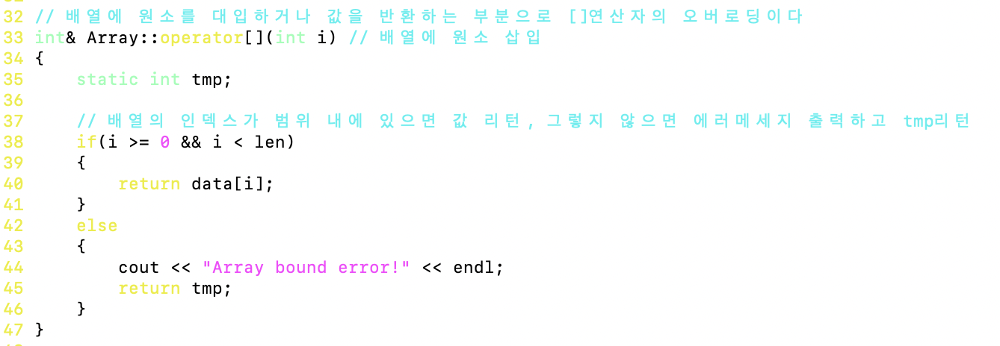 32 // 배열에 원소를 대입하거나 값을 반환하는 부분으로 []연산자의 오버로딩이다
33 int& Array::operator[](int i) // 배열에 원소 삽입
34 {
35     static int tmp;
36
37     // 배열의 인덱스가 범위 내에 있으면 값 리턴, 그렇지 않으면 에러메세지 출력하고 tmp리턴
38     if(i >= 0 && i < len)
39     {
40         return data[i];
41     }
42     else
43     {
44         cout << "Array bound error!" << endl;
45         return tmp;
46     }
47 }